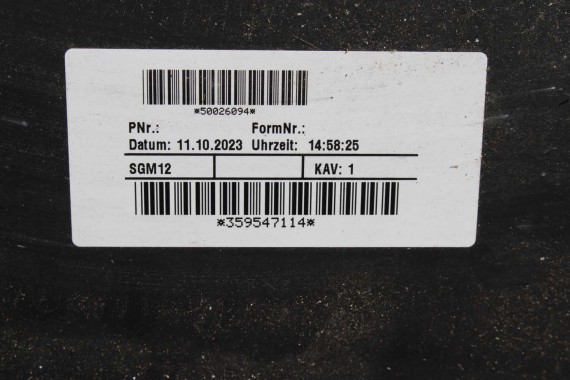 *50026094*
PNr.: FormNr.:
Datum: 11.10.2023 Uhrzeit: 14:58:25
SGM12 KAV: 1
*359547114*